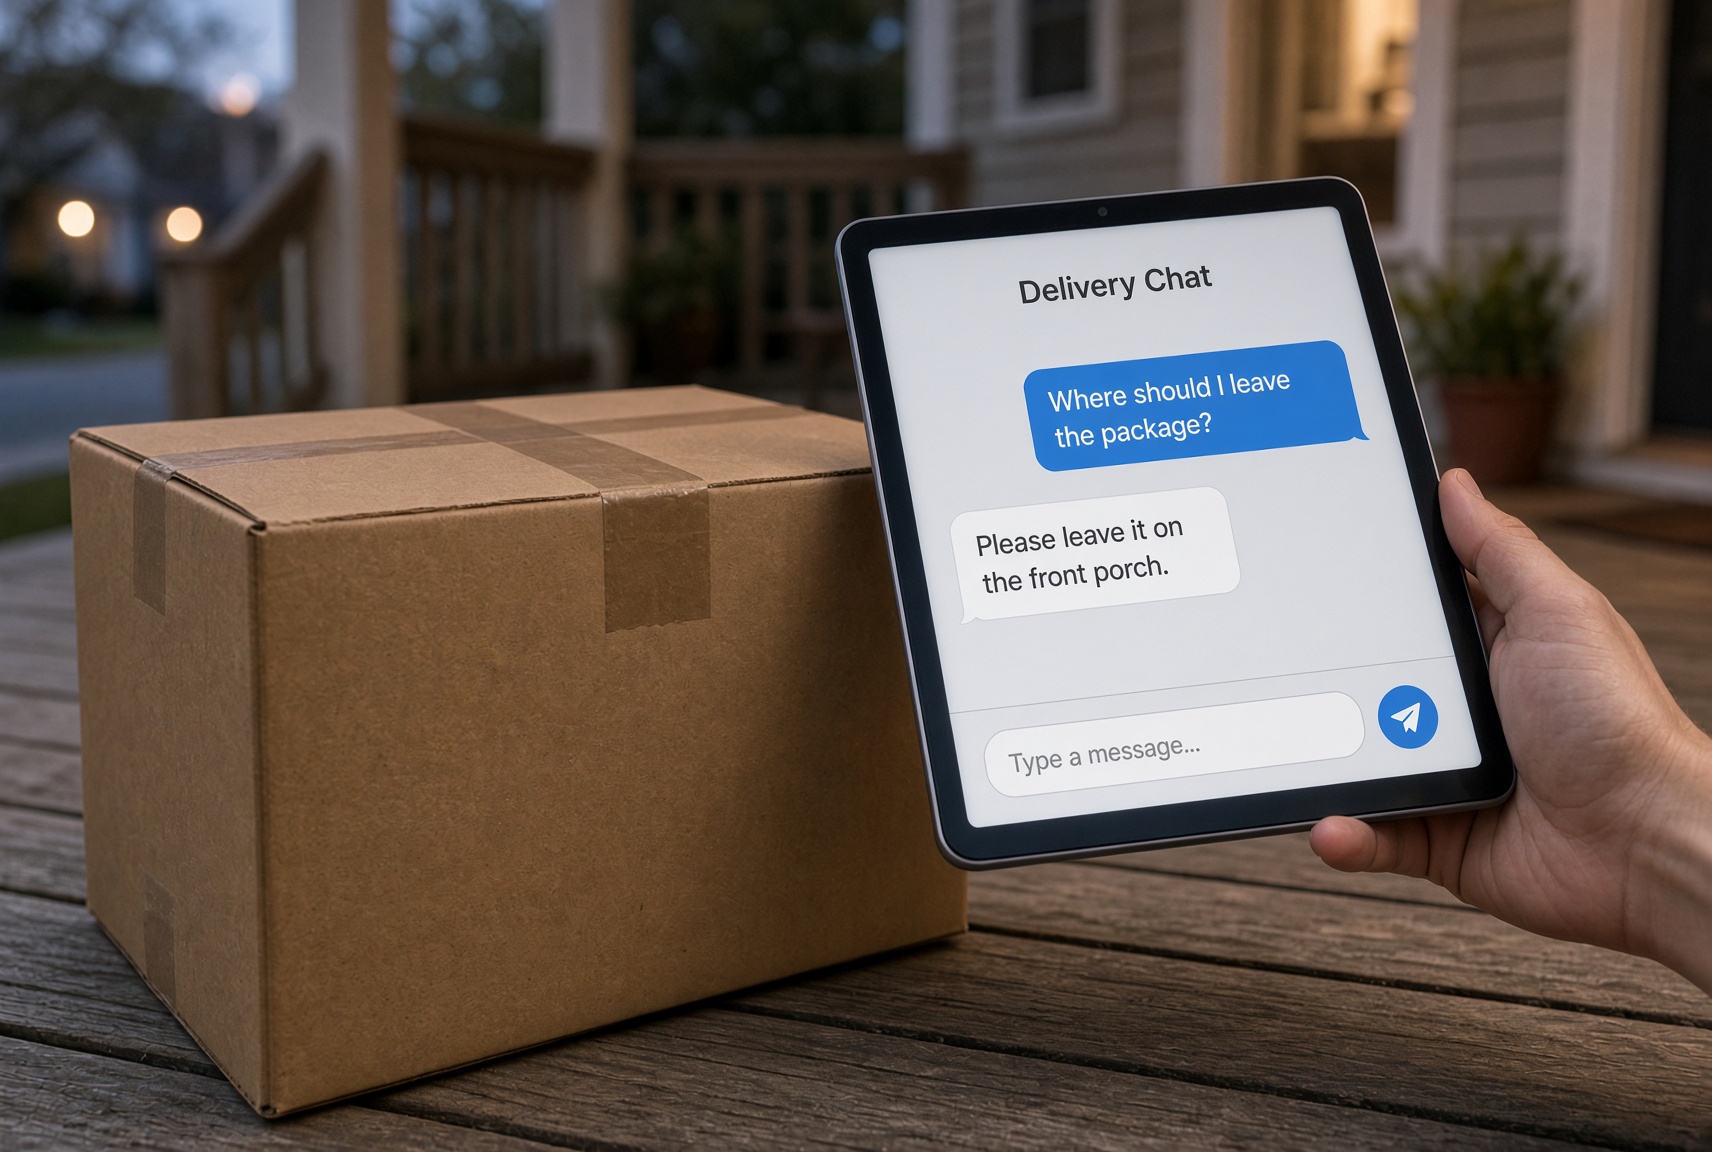 Delivery Chat
Where should I leave
the package?
Please leave it on
the front porch.
Type a message...